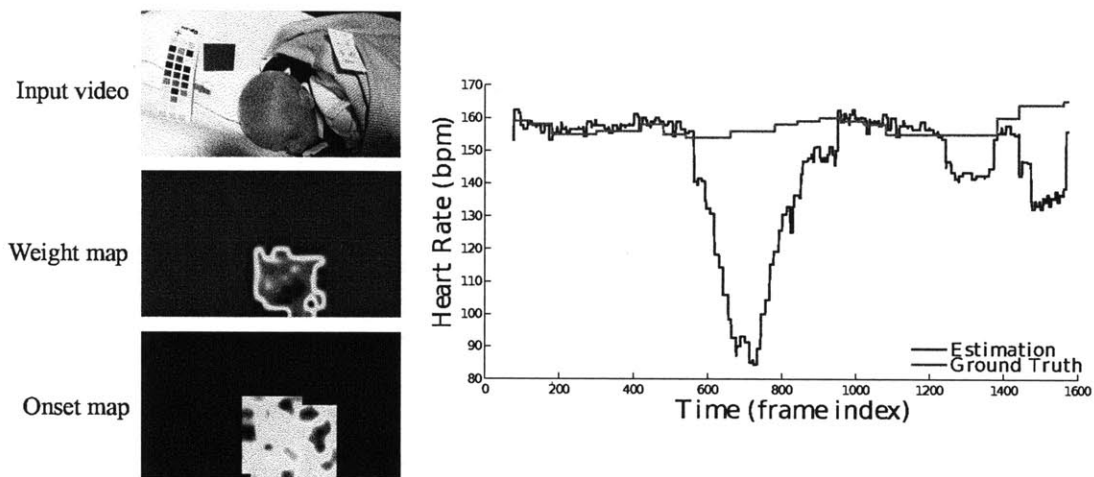 Input video
Weight map
Onset map
Heart Rate (bpm)
170
160
150
140
130
120
110
100
90
80
0
200
400
600
800
1000
1200
1400
1600
Time (frame index)
Estimation
Ground Truth